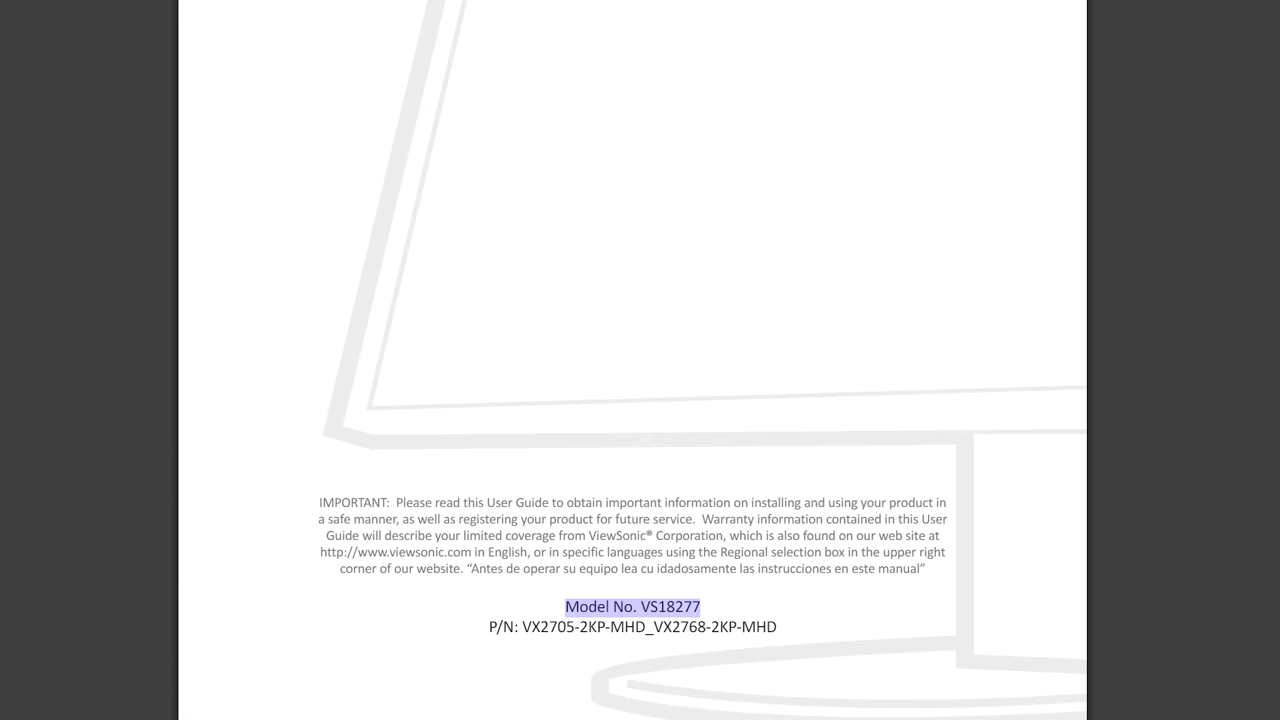 IMPORTANT:  Please read this User Guide to obtain important information on installing and using your product in
a safe manner, as well as registering your product for future service.  Warranty information contained in this User
Guide will describe your limited coverage from ViewSonic® Corporation, which is also found on our web site at
http://www.viewsonic.com in English, or in specific languages using the Regional selection box in the upper right
corner of our website. “Antes de operar su equipo lea cu idadosamente las instrucciones en este manual”
Model No. VS18277
P/N: VX2705-2KP-MHD_VX2768-2KP-MHD